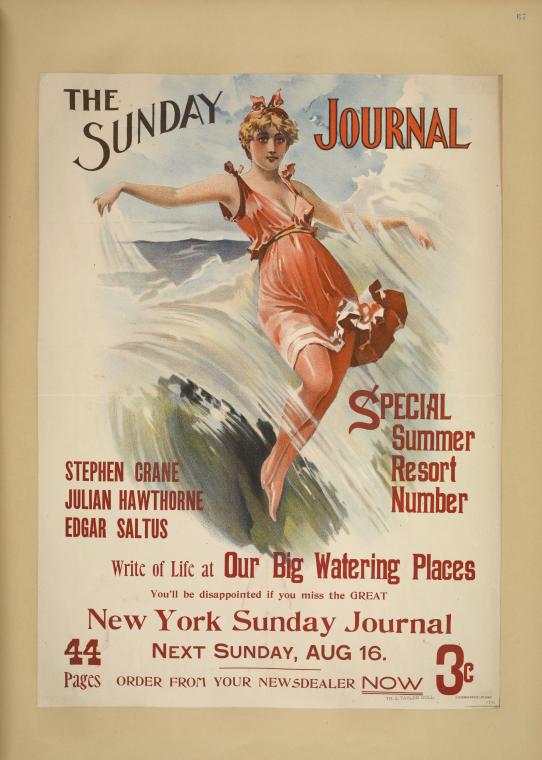 67
THE
SUNDAY
JOURNAL
SPECIAL
Summer
Resort
Number
STEPHEN CRANE
JULIAN HAWTHORNE
EDGAR SALTUS
Write of Life at Our Big Watering Places
You'll be disappointed if you miss the GREAT
New York Sunday Journal
NEXT SUNDAY, AUG 16.
44
Pages
ORDER FROM YOUR NEWSDEALER NOW
3c